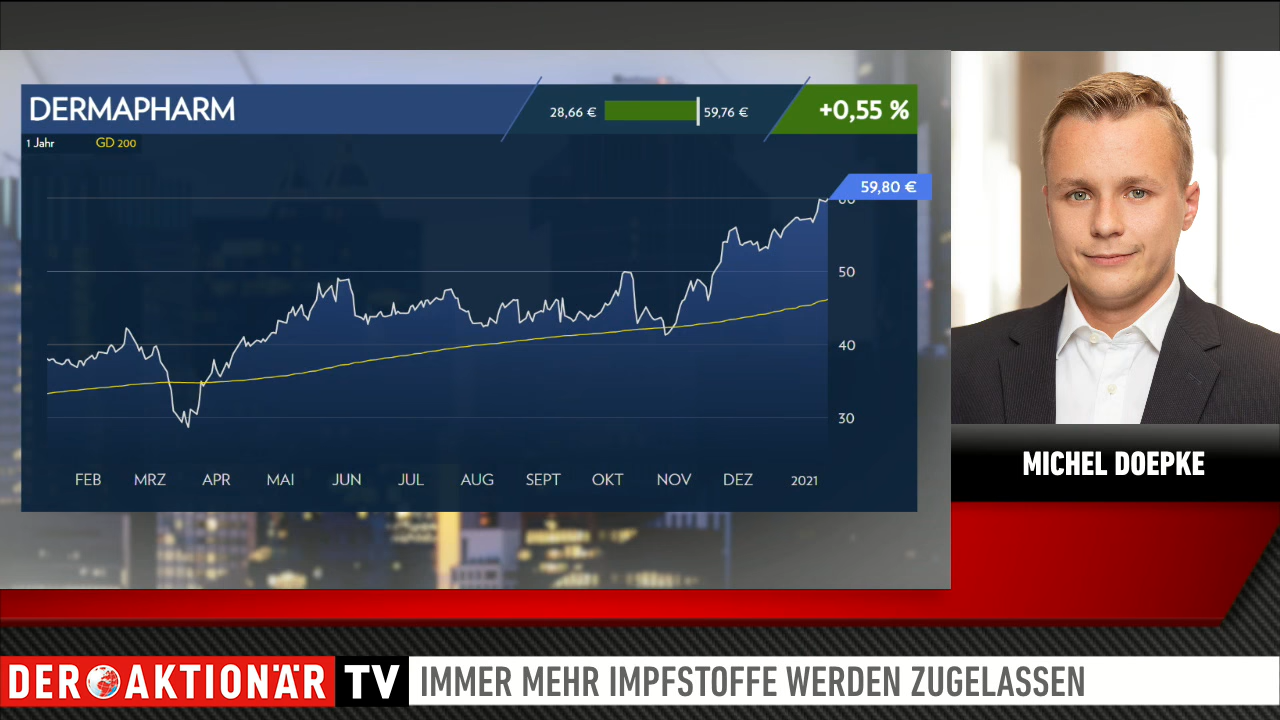 DERMAPHARM
28,66 €
59,76 €
+0,55 %
1 Jahr
GD 200
59,80 €
60
50
40
30
FEB MRZ APR MAI JUN JUL AUG SEPT OKT NOV DEZ 2021
MICHEL DOEPKE
DER AKTIONÄR TV
IMMER MEHR IMPFSTOFFE WERDEN ZUGELASSEN